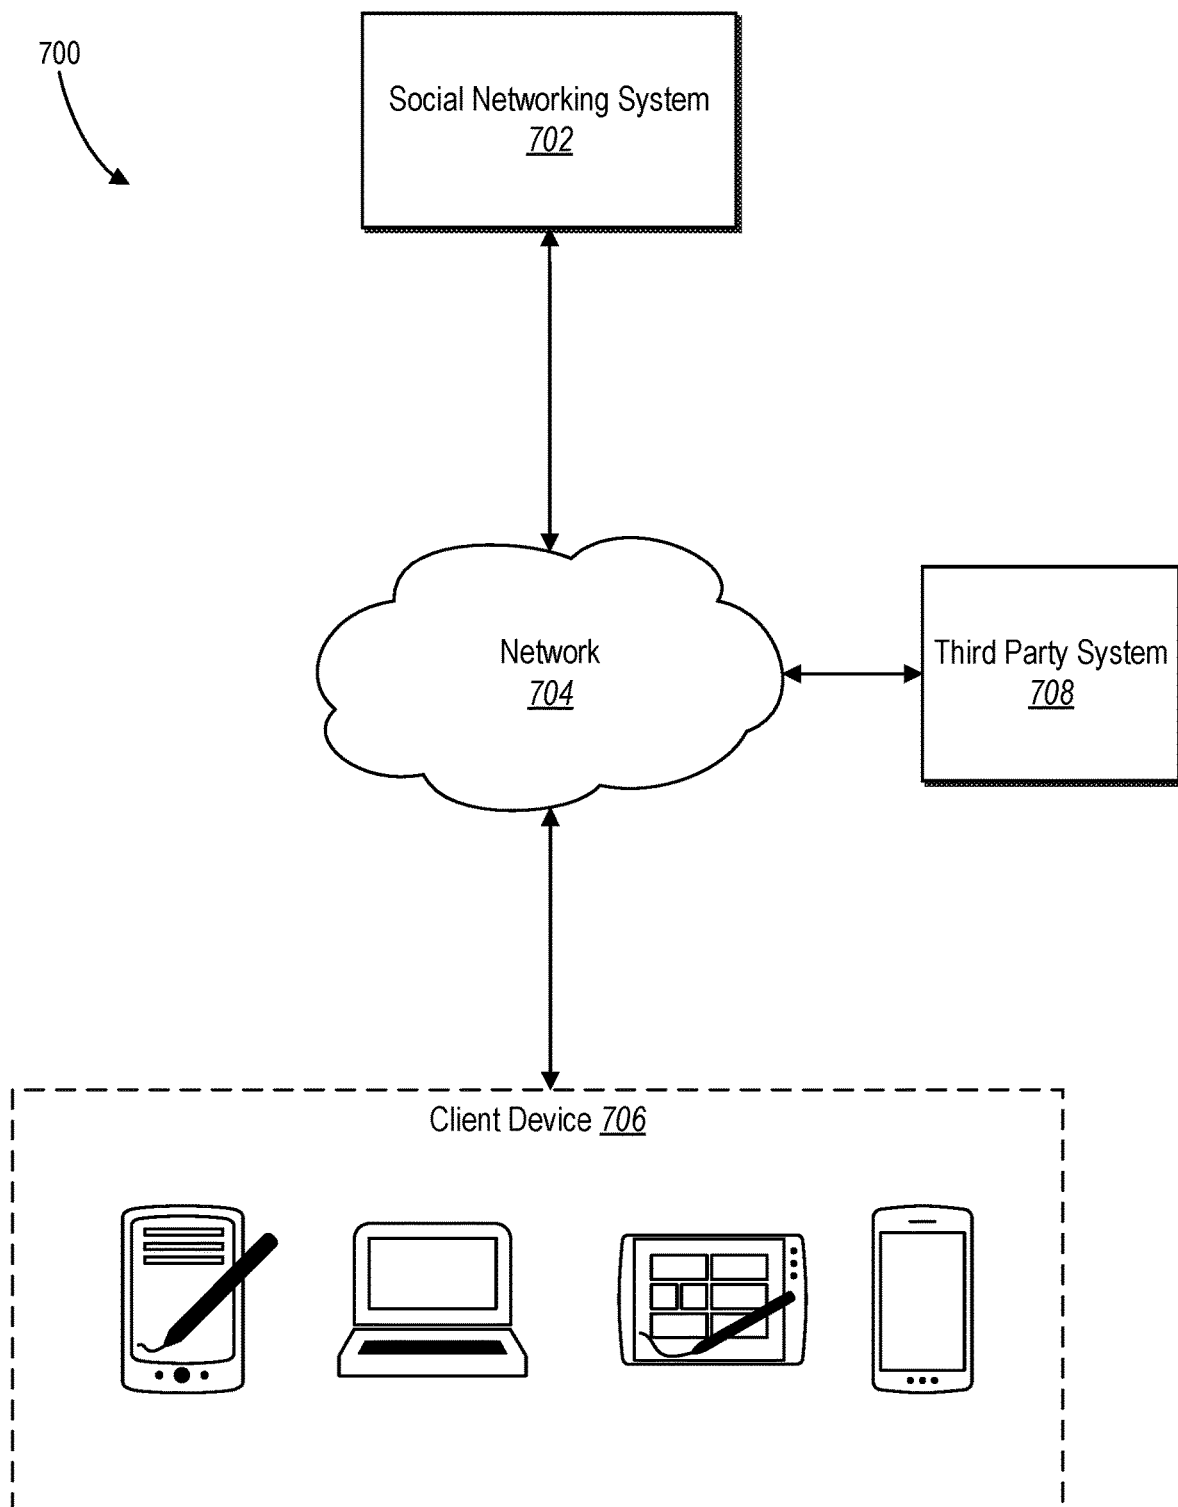 700
Social Networking System
702
Network
704
Third Party System
708
Client Device 706